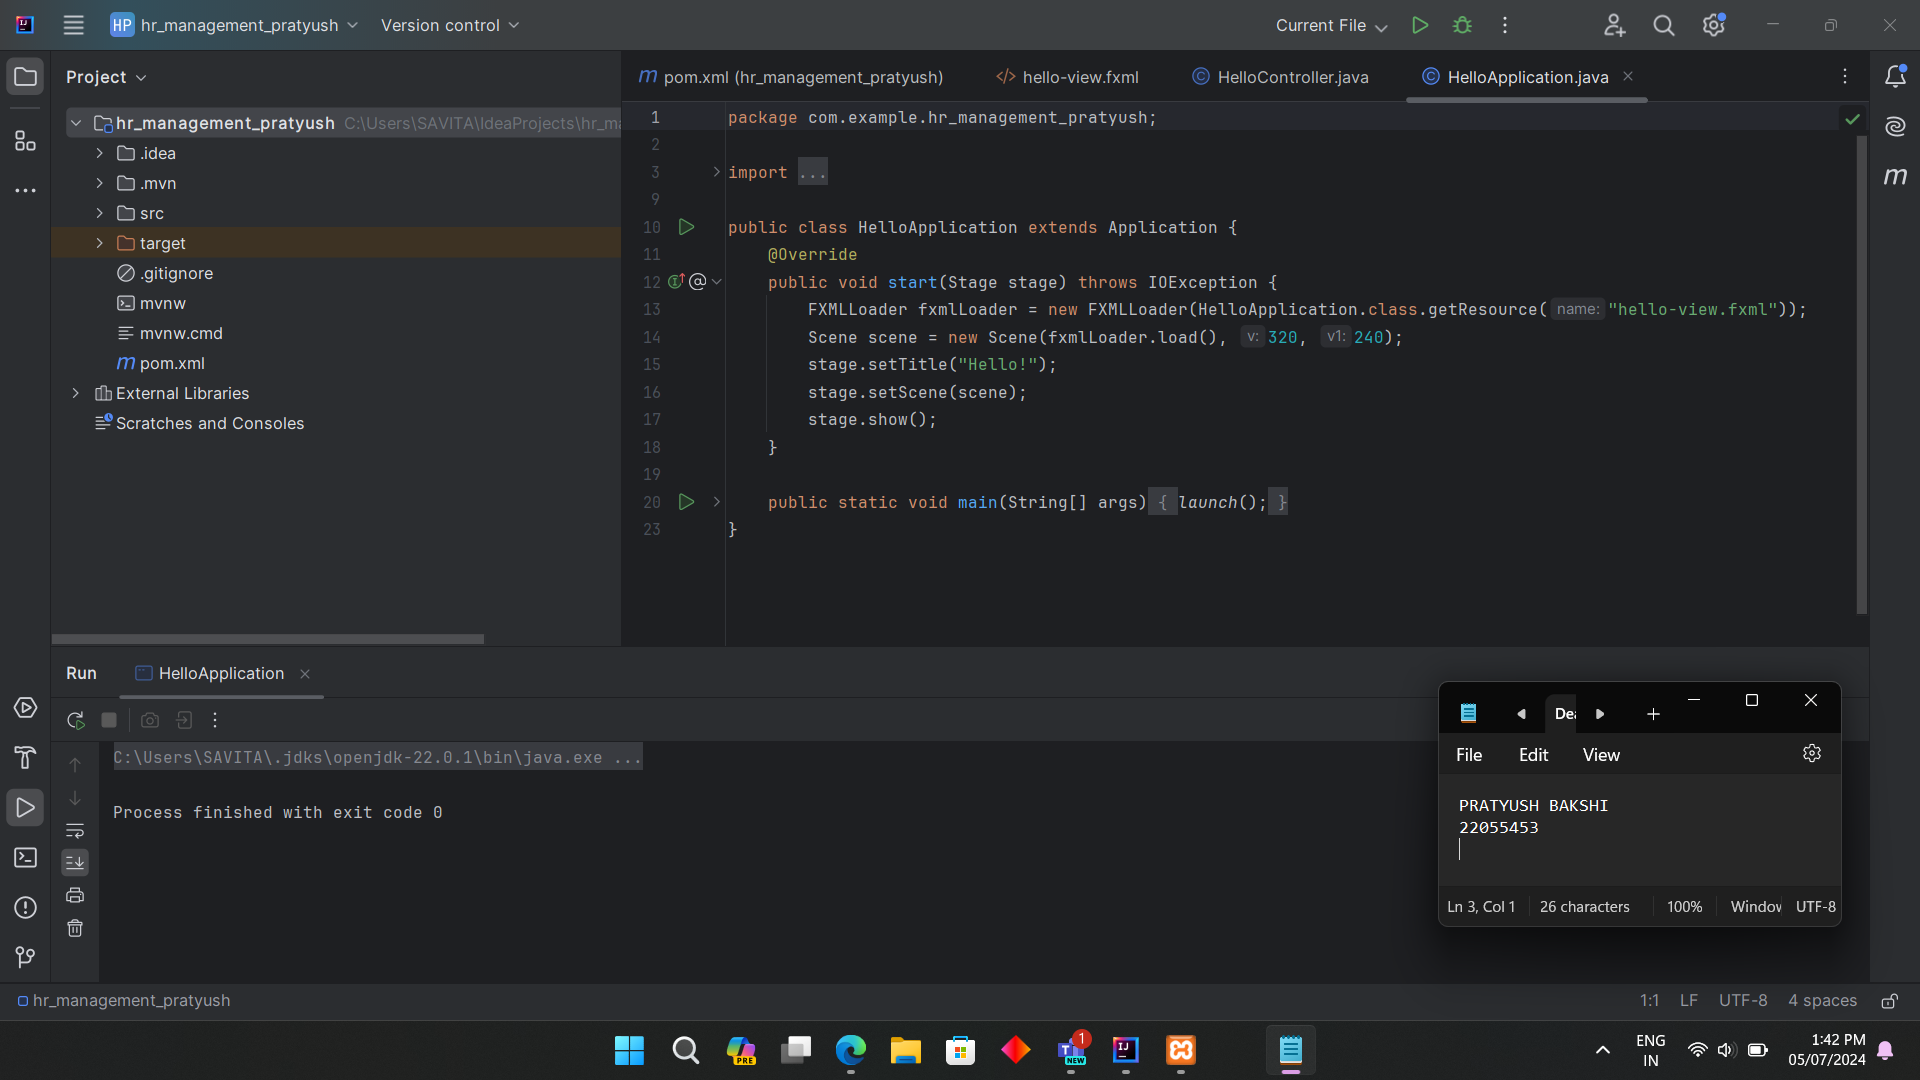 HP hr_management_pratyush Version control Current File
Project
pom.xml (hr_management_pratyush) hello-view.fxml HelloController.java HelloApplication.java
hr_management_pratyush C:\Users\SAVITA\IdeaProjects\hr_ma
.idea
.mvn
src
target
.gitignore
mvnw
mvnw.cmd
pom.xml
External Libraries
Scratches and Consoles
1 package com.example.hr_management_pratyush;
2
3 import ...
9
10 public class HelloApplication extends Application {
11 @Override
12 public void start(Stage stage) throws IOException {
13 FXMLLoader fxmlLoader = new FXMLLoader(HelloApplication.class.getResource( name: "hello-view.fxml"));
14 Scene scene = new Scene(fxmlLoader.load(), v: 320, v1: 240);
15 stage.setTitle("Hello!");
16 stage.setScene(scene);
17 stage.show();
18 }
19
20 public static void main(String[] args) { launch(); }
23 }
Run HelloApplication
C:\Users\SAVITA\.jdks\openjdk-22.0.1\bin\java.exe ...
Process finished with exit code 0
Dea
File Edit View
PRATYUSH BAKSHI
22055453
Ln 3, Col 1 26 characters 100% Window UTF-8
hr_management_pratyush 1:1 LF UTF-8 4 spaces
PRE
1
NEW
IJ
ENG
IN
1:42 PM
05/07/2024